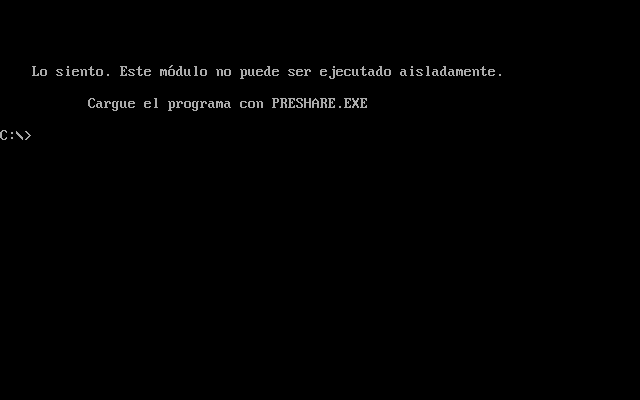 Lo siento. Este módulo no puede ser ejecutado aisladamente.
Cargue el programa con PRESHARE.EXE
C:\>